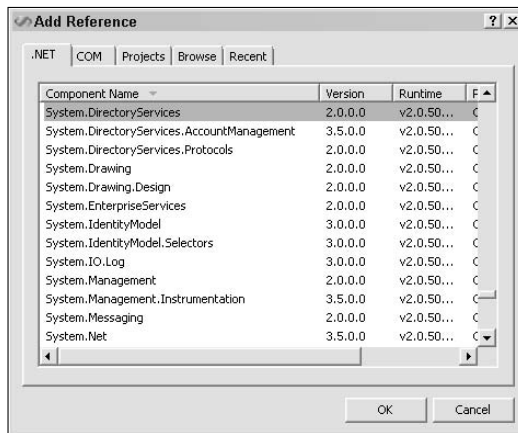 Add Reference
.NET COM Projects Browse Recent
Component Name Version Runtime
System.DirectoryServices 2.0.0.0 v2.0.50...
System.DirectoryServices.AccountManagement 3.5.0.0 v2.0.50...
System.DirectoryServices.Protocols 2.0.0.0 v2.0.50...
System.Drawing 2.0.0.0 v2.0.50...
System.Drawing.Design 2.0.0.0 v2.0.50...
System.EnterpriseServices 2.0.0.0 v2.0.50...
System.IdentityModel 3.0.0.0 v2.0.50...
System.IdentityModel.Selectors 3.0.0.0 v2.0.50...
System.IO.Log 3.0.0.0 v2.0.50...
System.Management 2.0.0.0 v2.0.50...
System.Management.Instrumentation 3.5.0.0 v2.0.50...
System.Messaging 2.0.0.0 v2.0.50...
System.Net 3.5.0.0 v2.0.50...
OK Cancel